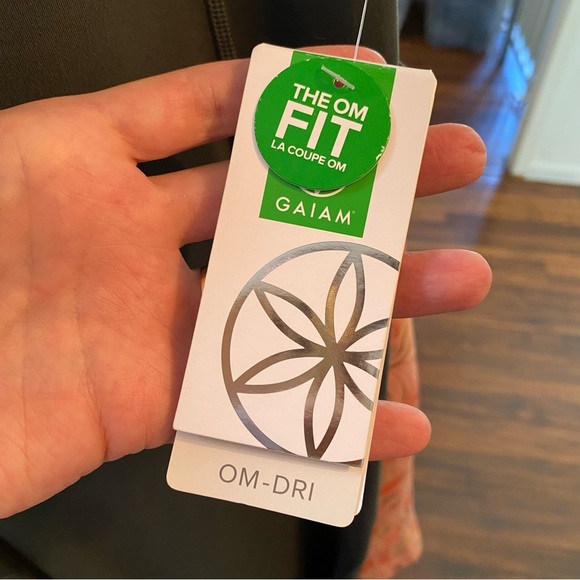 THE OM
FIT
LA COUPE OM
GAIAM®
OM-DRI